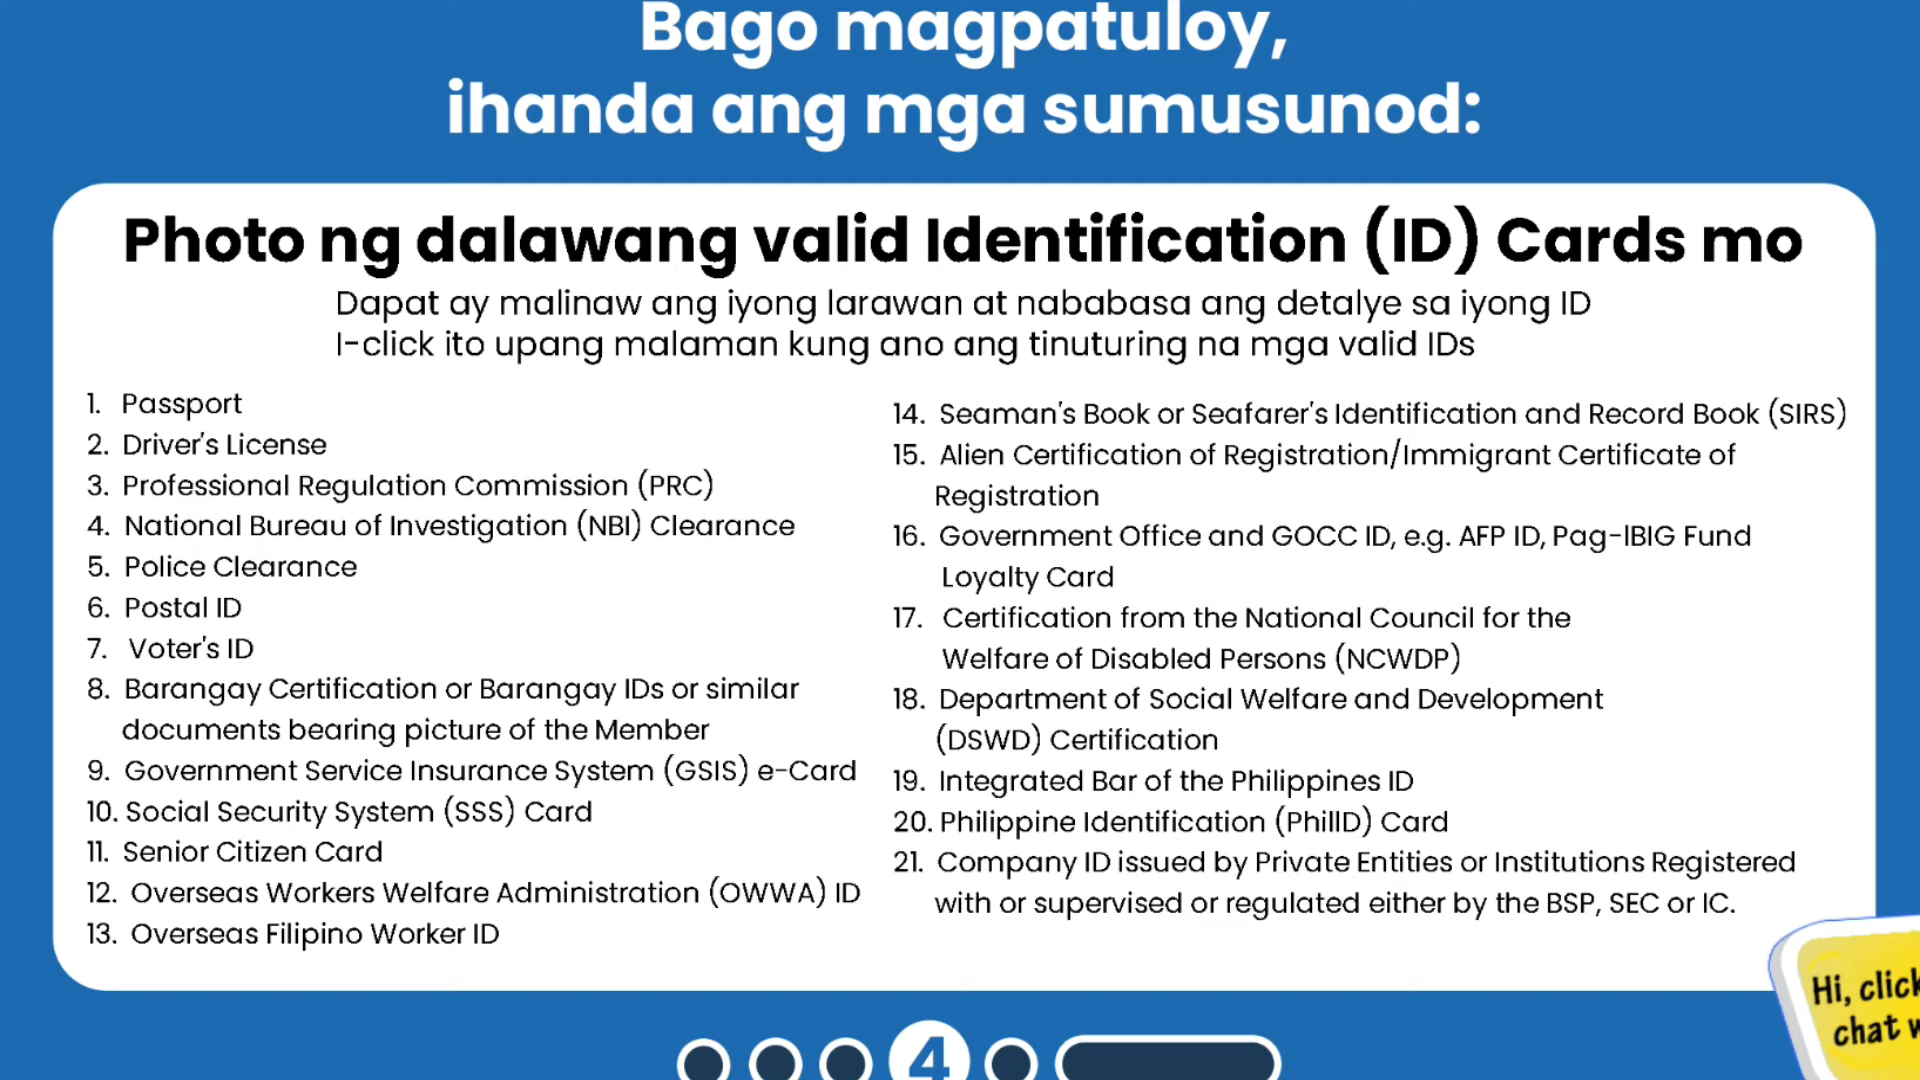 Bago magpatuloy,
ihanda ang mga sumusunod:
Photo ng dalawang valid Identification (ID) Cards mo
Dapat ay malinaw ang iyong larawan at nababasa ang detalye sa iyong ID
I-click ito upang malaman kung ano ang tinuturing na mga valid IDs
1. Passport
2. Driver's License
3. Professional Regulation Commission (PRC)
4. National Bureau of Investigation (NBI) Clearance
5. Police Clearance
6. Postal ID
7. Voter's ID
8. Barangay Certification or Barangay IDs or similar
documents bearing picture of the Member
9. Government Service Insurance System (GSIS) e-Card
10. Social Security System (SSS) Card
11. Senior Citizen Card
12. Overseas Workers Welfare Administration (OWWA) ID
13. Overseas Filipino Worker ID
14. Seaman's Book or Seafarer's Identification and Record Book (SIRS)
15. Alien Certification of Registration/Immigrant Certificate of
Registration
16. Government Office and GOCC ID, e.g. AFP ID, Pag-IBIG Fund
Loyalty Card
17. Certification from the National Council for the
Welfare of Disabled Persons (NCWDP)
18. Department of Social Welfare and Development
(DSWD) Certification
19. Integrated Bar of the Philippines ID
20. Philippine Identification (PhilID) Card
21. Company ID issued by Private Entities or Institutions Registered
with or supervised or regulated either by the BSP, SEC or IC.
4
Hi, click
chat